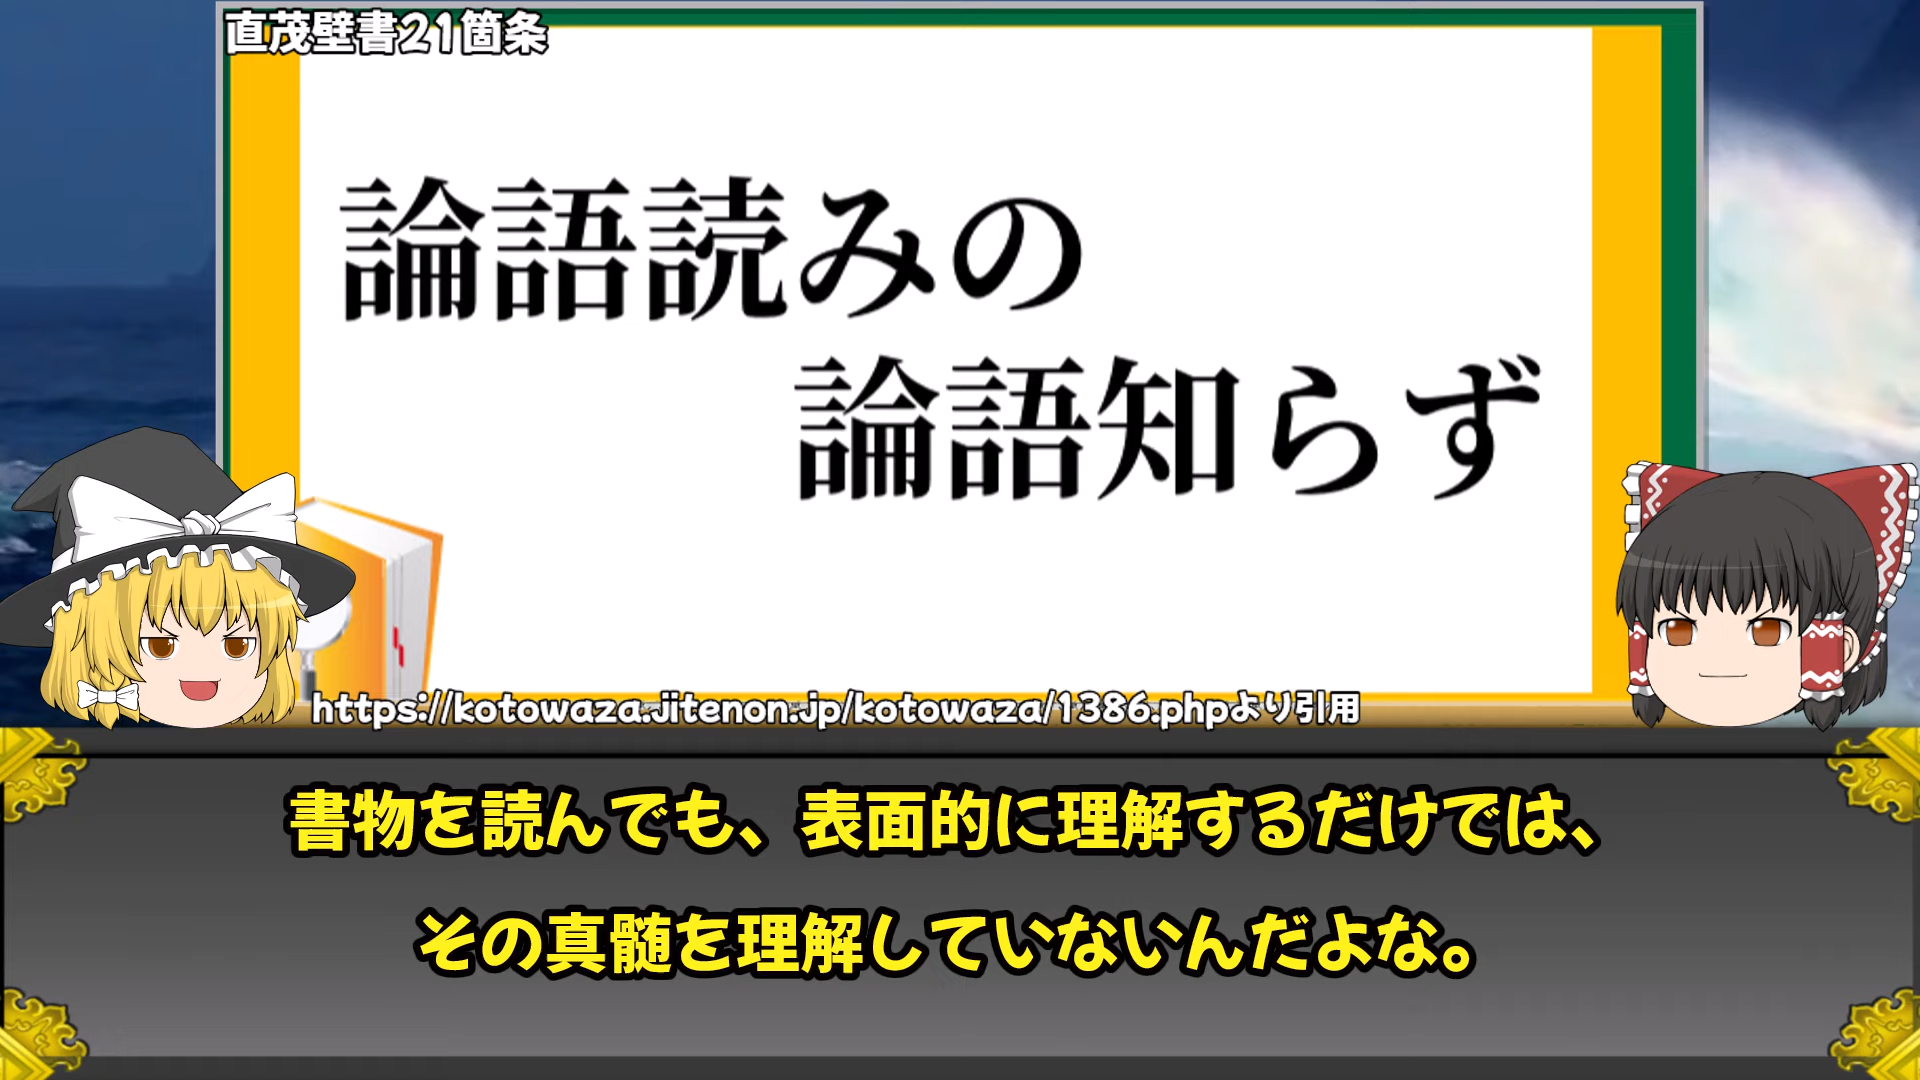 直茂壁書21箇条
論語読みの
論語知らず
https://kotowaza.jitenon.jp/kotowaza/1386.phpより引用
書物を読んでも、表面的に理解するだけでは、
その真髄を理解していないんだよな。